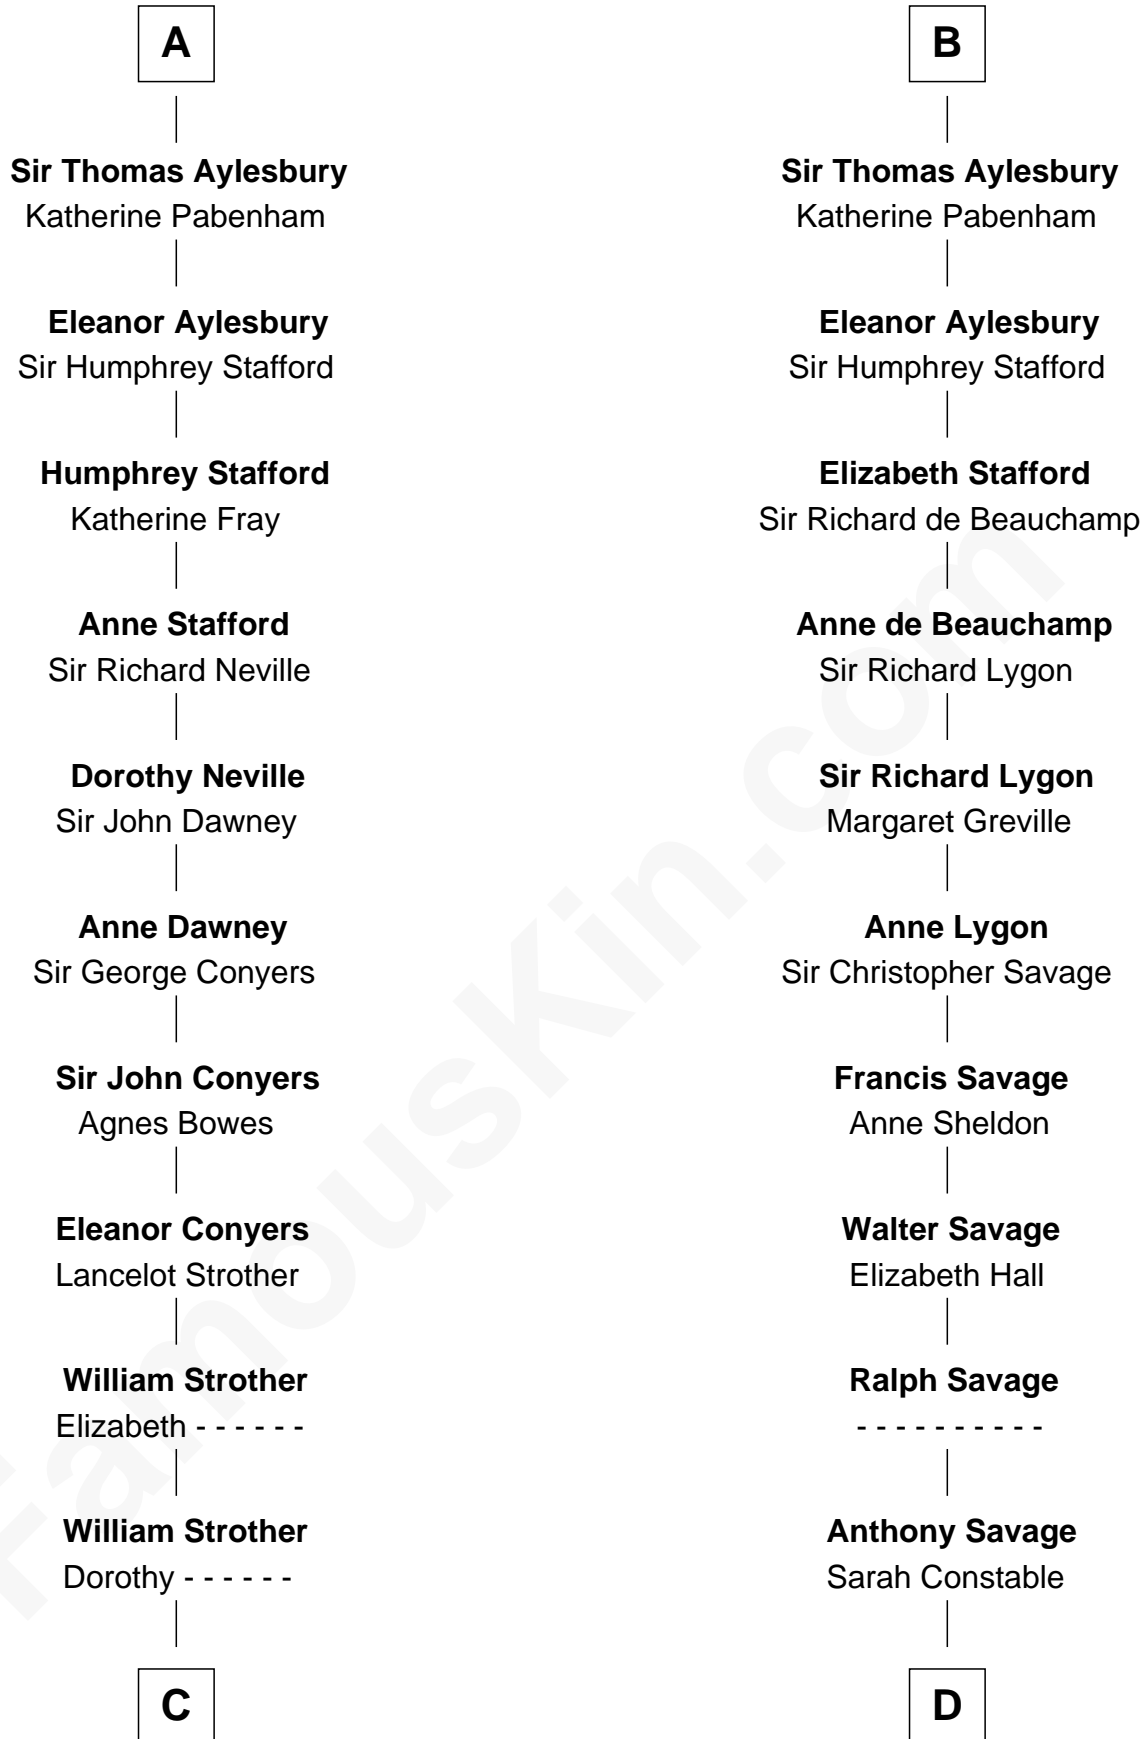 A
Sir Thomas Aylesbury
Katherine Pabenham
Eleanor Aylesbury
Sir Humphrey Stafford
Humphrey Stafford
Katherine Fray
Anne Stafford
Sir Richard Neville
Dorothy Neville
Sir John Dawney
Anne Dawney
Sir George Conyers
Sir John Conyers
Agnes Bowes
Eleanor Conyers
Lancelot Strother
William Strother
Elizabeth - - - - - -
William Strother
Dorothy - - - - - -
C
B
Sir Thomas Aylesbury
Katherine Pabenham
Eleanor Aylesbury
Sir Humphrey Stafford
Elizabeth Stafford
Sir Richard de Beauchamp
Anne de Beauchamp
Sir Richard Lygon
Sir Richard Lygon
Margaret Greville
Anne Lygon
Sir Christopher Savage
Francis Savage
Anne Sheldon
Walter Savage
Elizabeth Hall
Ralph Savage
- - - - - - - - - -
Anthony Savage
Sarah Constable
D
FamousKin.com